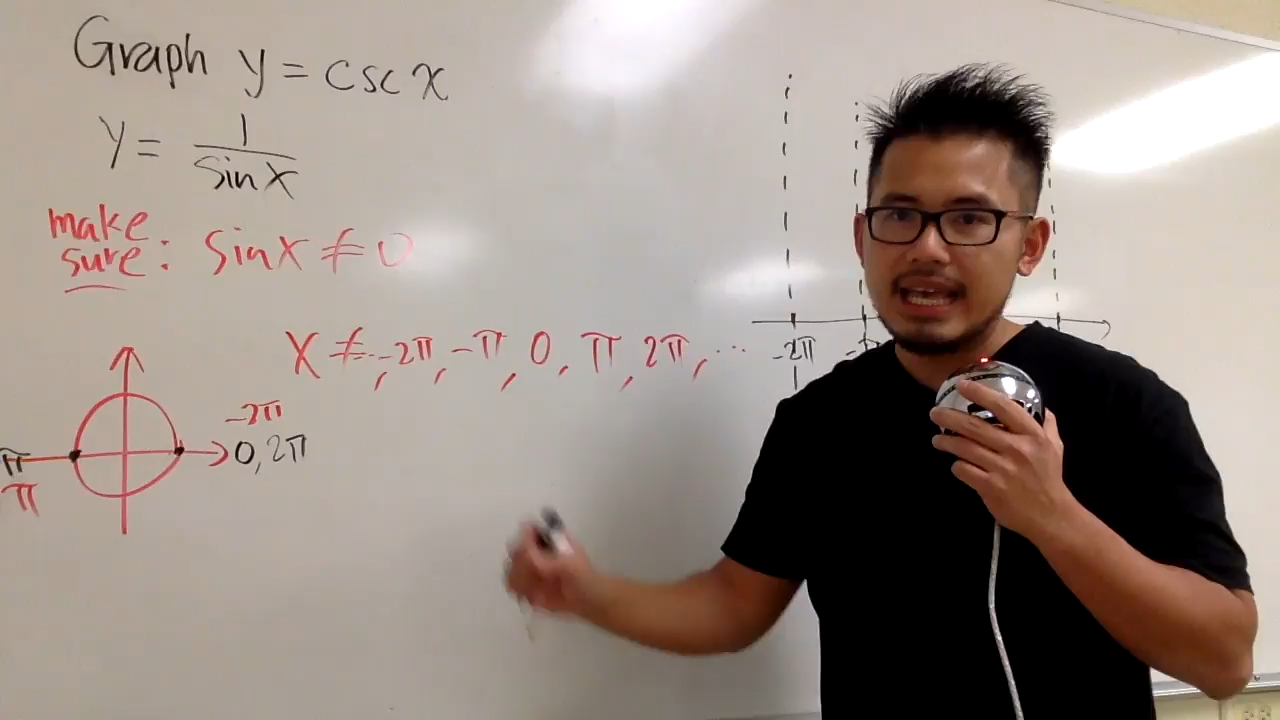 Graph y = csc x
y = 1/sin x
make sure: sin x ≠ 0
x ≠ ..., -2π, -π, 0, π, 2π, ...
-2π
0, 2π
π
π
-2π